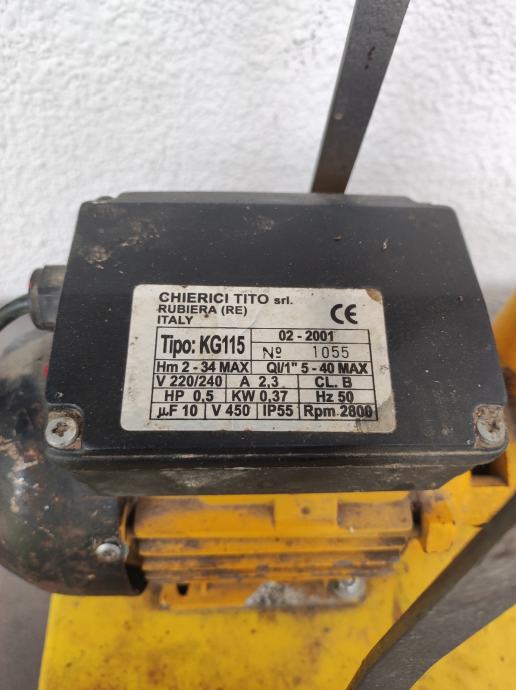 CHIERICI TITO srl.
RUBIERA (RE)
ITALY
CE
Tipo: KG115
02 - 2001
Nº 1055
Hm 2 - 34 MAX Ql/1" 5 - 40 MAX
V 220/240 A 2,3 CL. B
HP 0,5 KW 0,37 Hz 50
µF 10 V 450 IP55 Rpm 2800